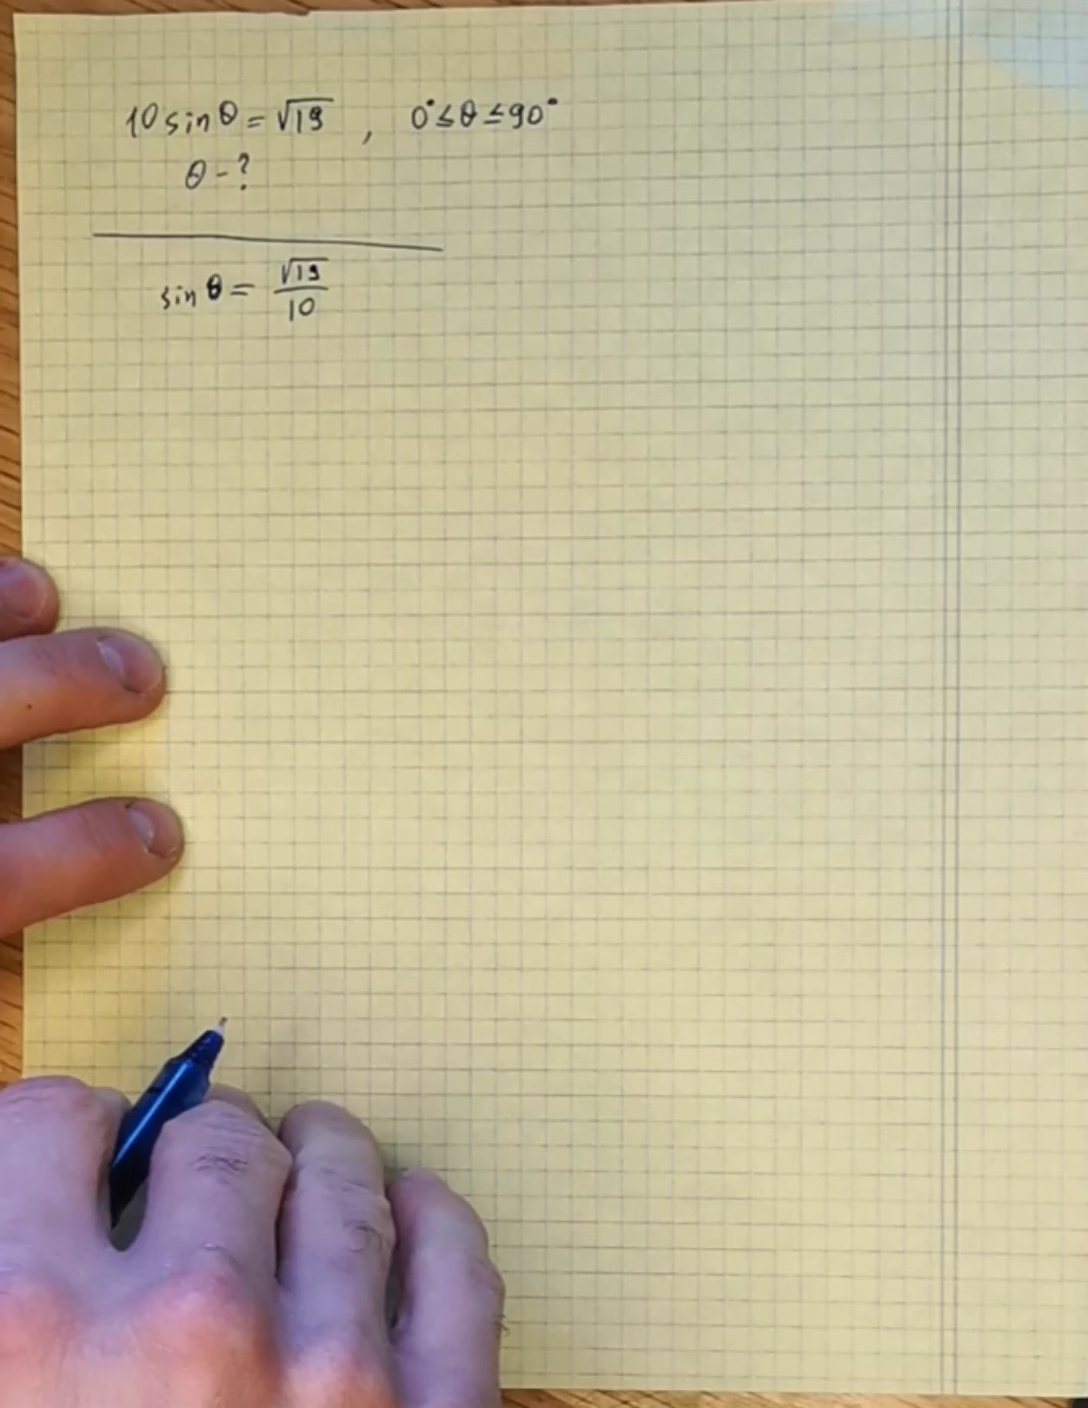 10 sin θ = √19 , 0° ≤ θ ≤ 90°
θ - ?
sin θ = √19/10